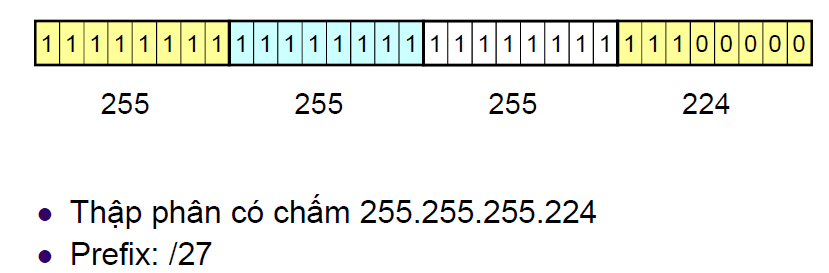 1 1 1 1 1 1 1 1 1 1 1 1 1 1 1 1 1 1 1 1 1 1 1 1 1 1 1 0 0 0 0 0
255 255 255 224
● Thập phân có chấm 255.255.255.224
● Prefix: /27